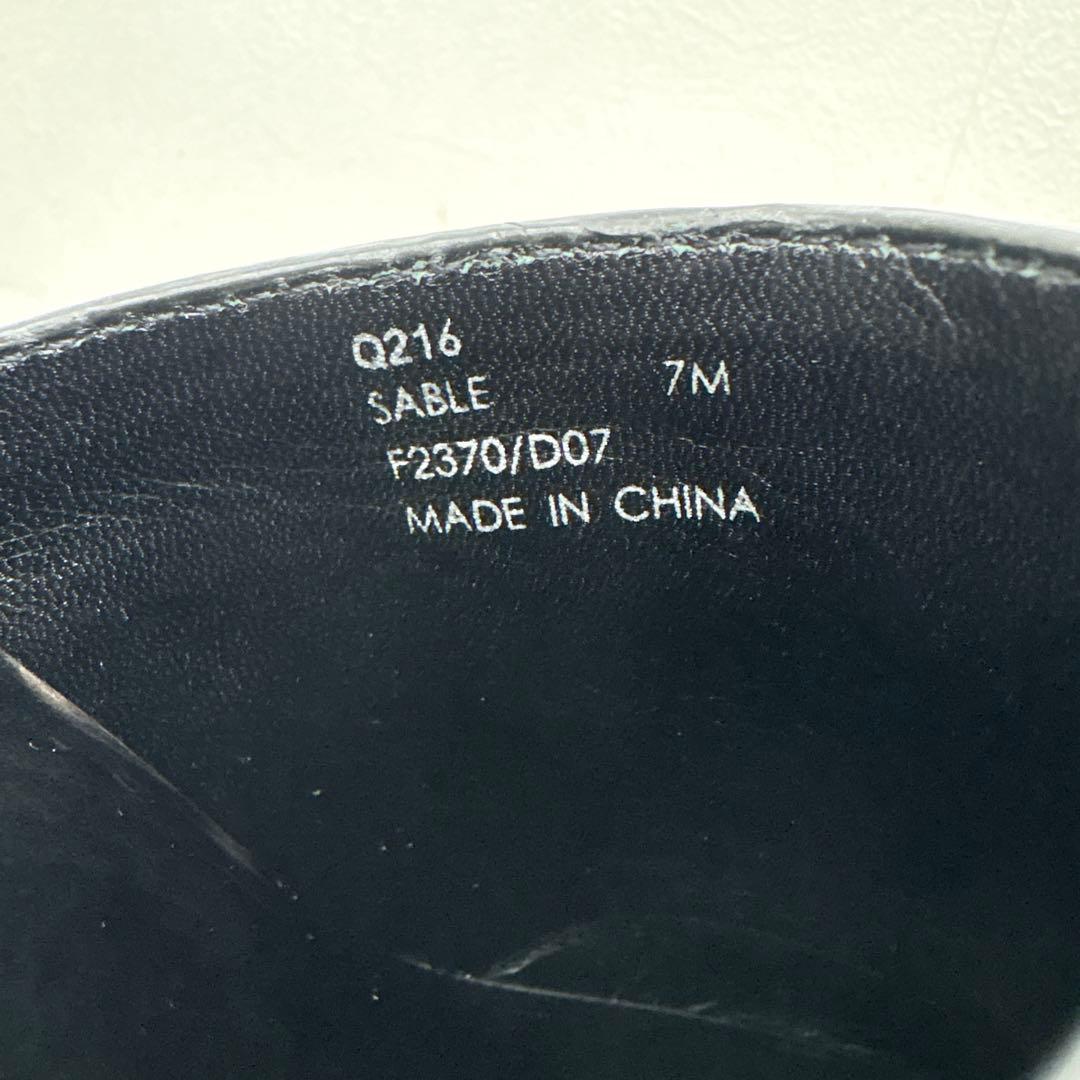 Q216
SABLE 7M
F2370/D07
MADE IN CHINA